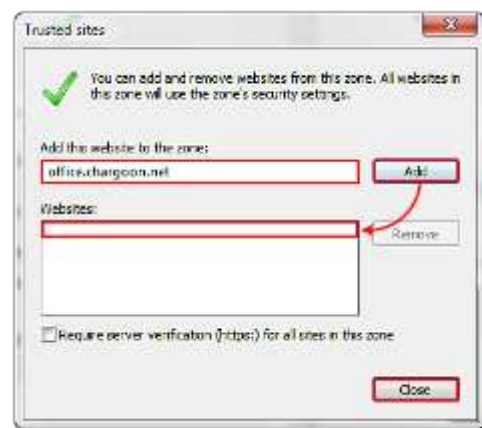 Trusted sites
You can add and remove websites from this zone. All websites in
this zone will use the zone's security settings.
Add this website to the zone:
office.chargoon.net
Add
Websites:
Remove
Require server verification (https:) for all sites in this zone
Close